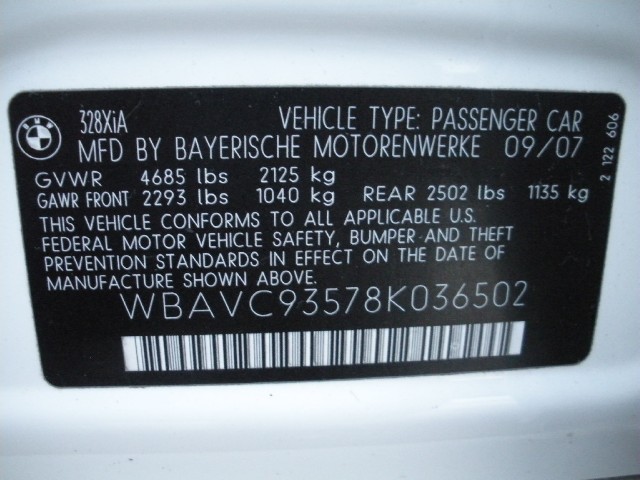 BMW
328XiA VEHICLE TYPE: PASSENGER CAR
MFD BY BAYERISCHE MOTORENWERKE 09/07
GVWR 4685 lbs 2125 kg
GAWR FRONT 2293 lbs 1040 kg REAR 2502 lbs 1135 kg
THIS VEHICLE CONFORMS TO ALL APPLICABLE U.S.
FEDERAL MOTOR VEHICLE SAFETY, BUMPER AND THEFT
PREVENTION STANDARDS IN EFFECT ON THE DATE OF
MANUFACTURE SHOWN ABOVE.
WBAVC93578K036502
2 122 606